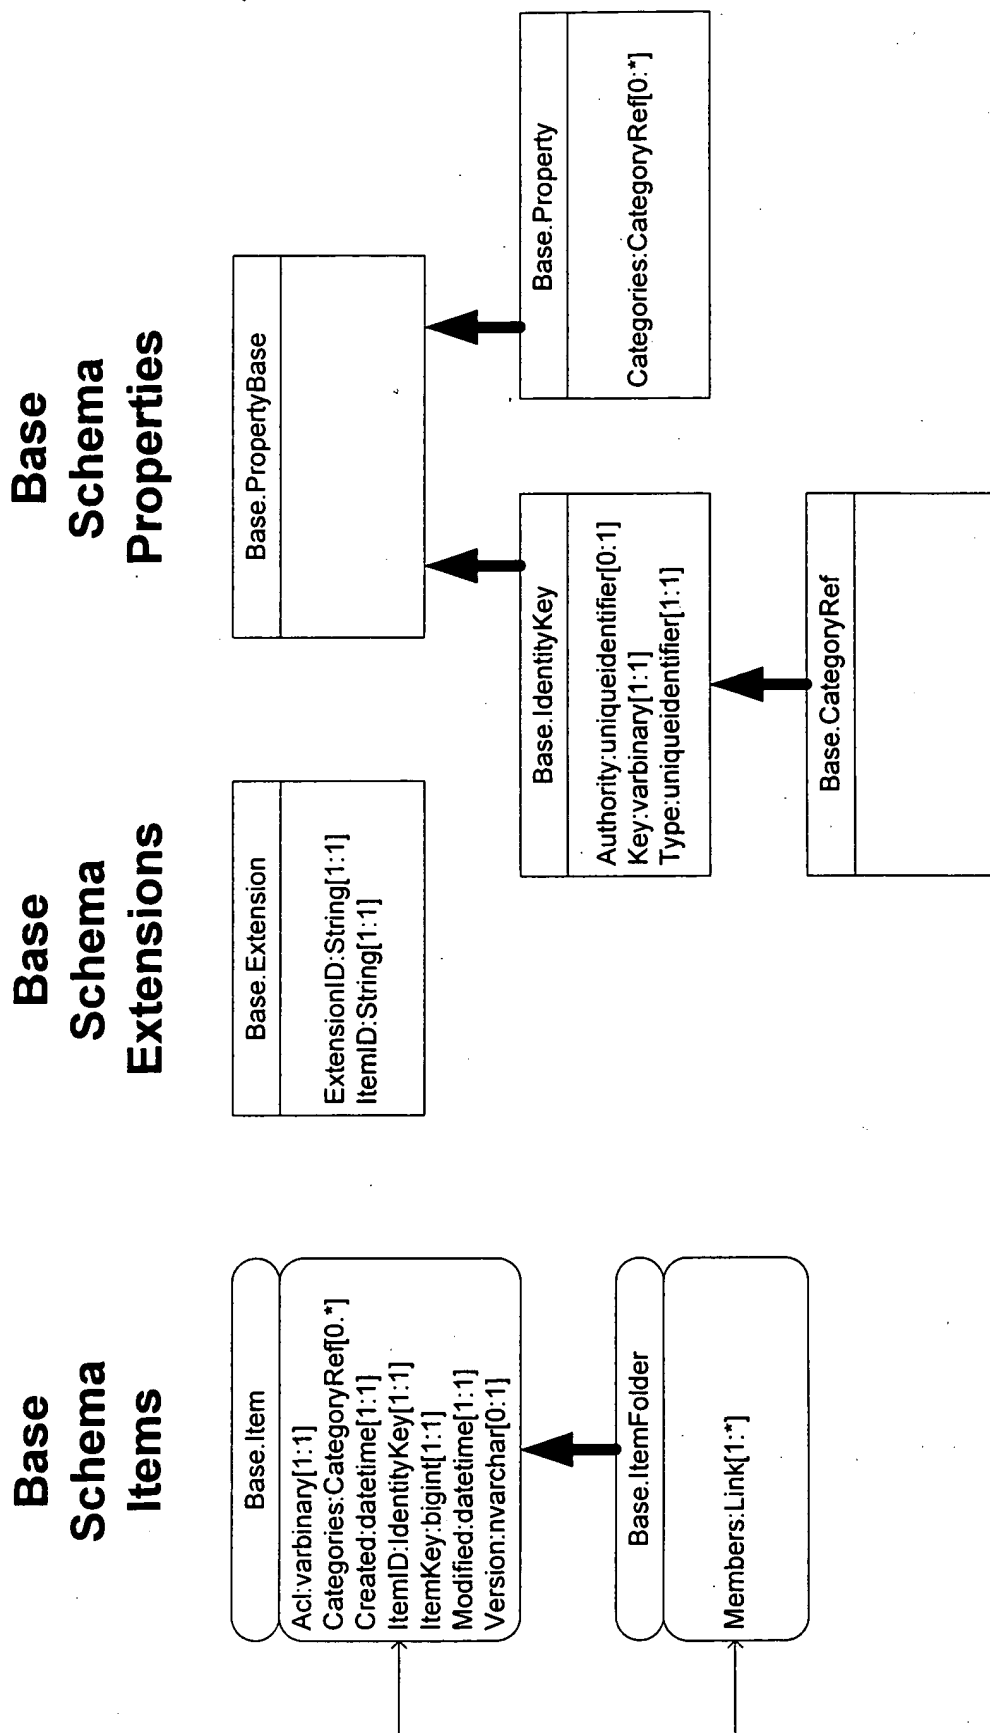 Base
Schema
Items
Base.Item
Acl:varbinary[1:1]
Categories:CategoryRef[0.*]
Created:datetime[1:1]
ItemID:IdentityKey[1:1]
ItemKey:bigint[1:1]
Modified:datetime[1:1]
Version:nvarchar[0:1]
Base.ItemFolder
Members:Link[1:*]
Base
Schema
Extensions
Base.Extension
ExtensionID:String[1:1]
ItemID:String[1:1]
Base
Schema
Properties
Base.PropertyBase
Base.IdentityKey
Authority:uniqueidentifier[0:1]
Key:varbinary[1:1]
Type:uniqueidentifier[1:1]
Base.Property
Categories:CategoryRef[0:*]
Base.CategoryRef